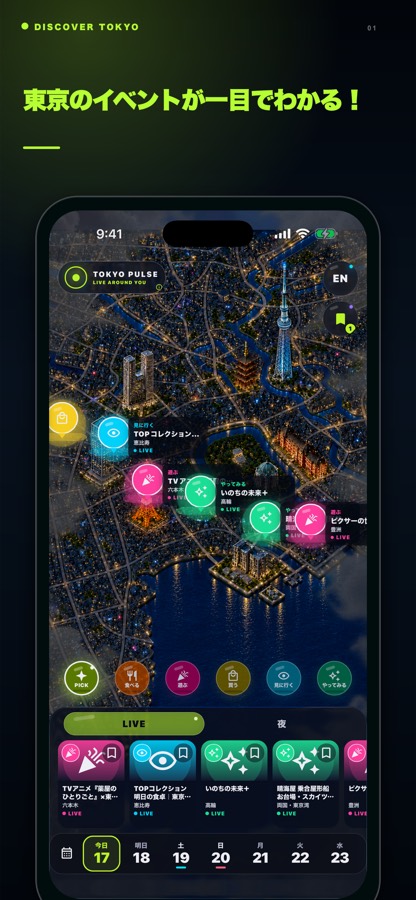 DISCOVER TOKYO
01
東京のイベントが一目でわかる！
9:41
TOKYO PULSE
LIVE AROUND YOU
EN
1
見に行く
TOPコレクション...
恵比寿
LIVE
遊ぶ
TVア
六本木
LIVE
やってみる
いのちの未来＋
高輪
LIVE
LIVE
遊ぶ
ピクサーの
豊洲
LIVE
PICK
食べる
遊ぶ
買う
見に行く
やってみる
LIVE
夜
TVアニメ『薬屋の
ひとりごと』×東…
六本木
LIVE
TOPコレクション
明日の食卓｜東京…
恵比寿
LIVE
いのちの未来＋
高輪
LIVE
晴海屋 乗合屋形船
お台場・スカイツ…
両国・東京湾
LIVE
ピクサ
豊洲
LIVE
今日
17
明日
18
土
19
日
20
月
21
火
22
水
23